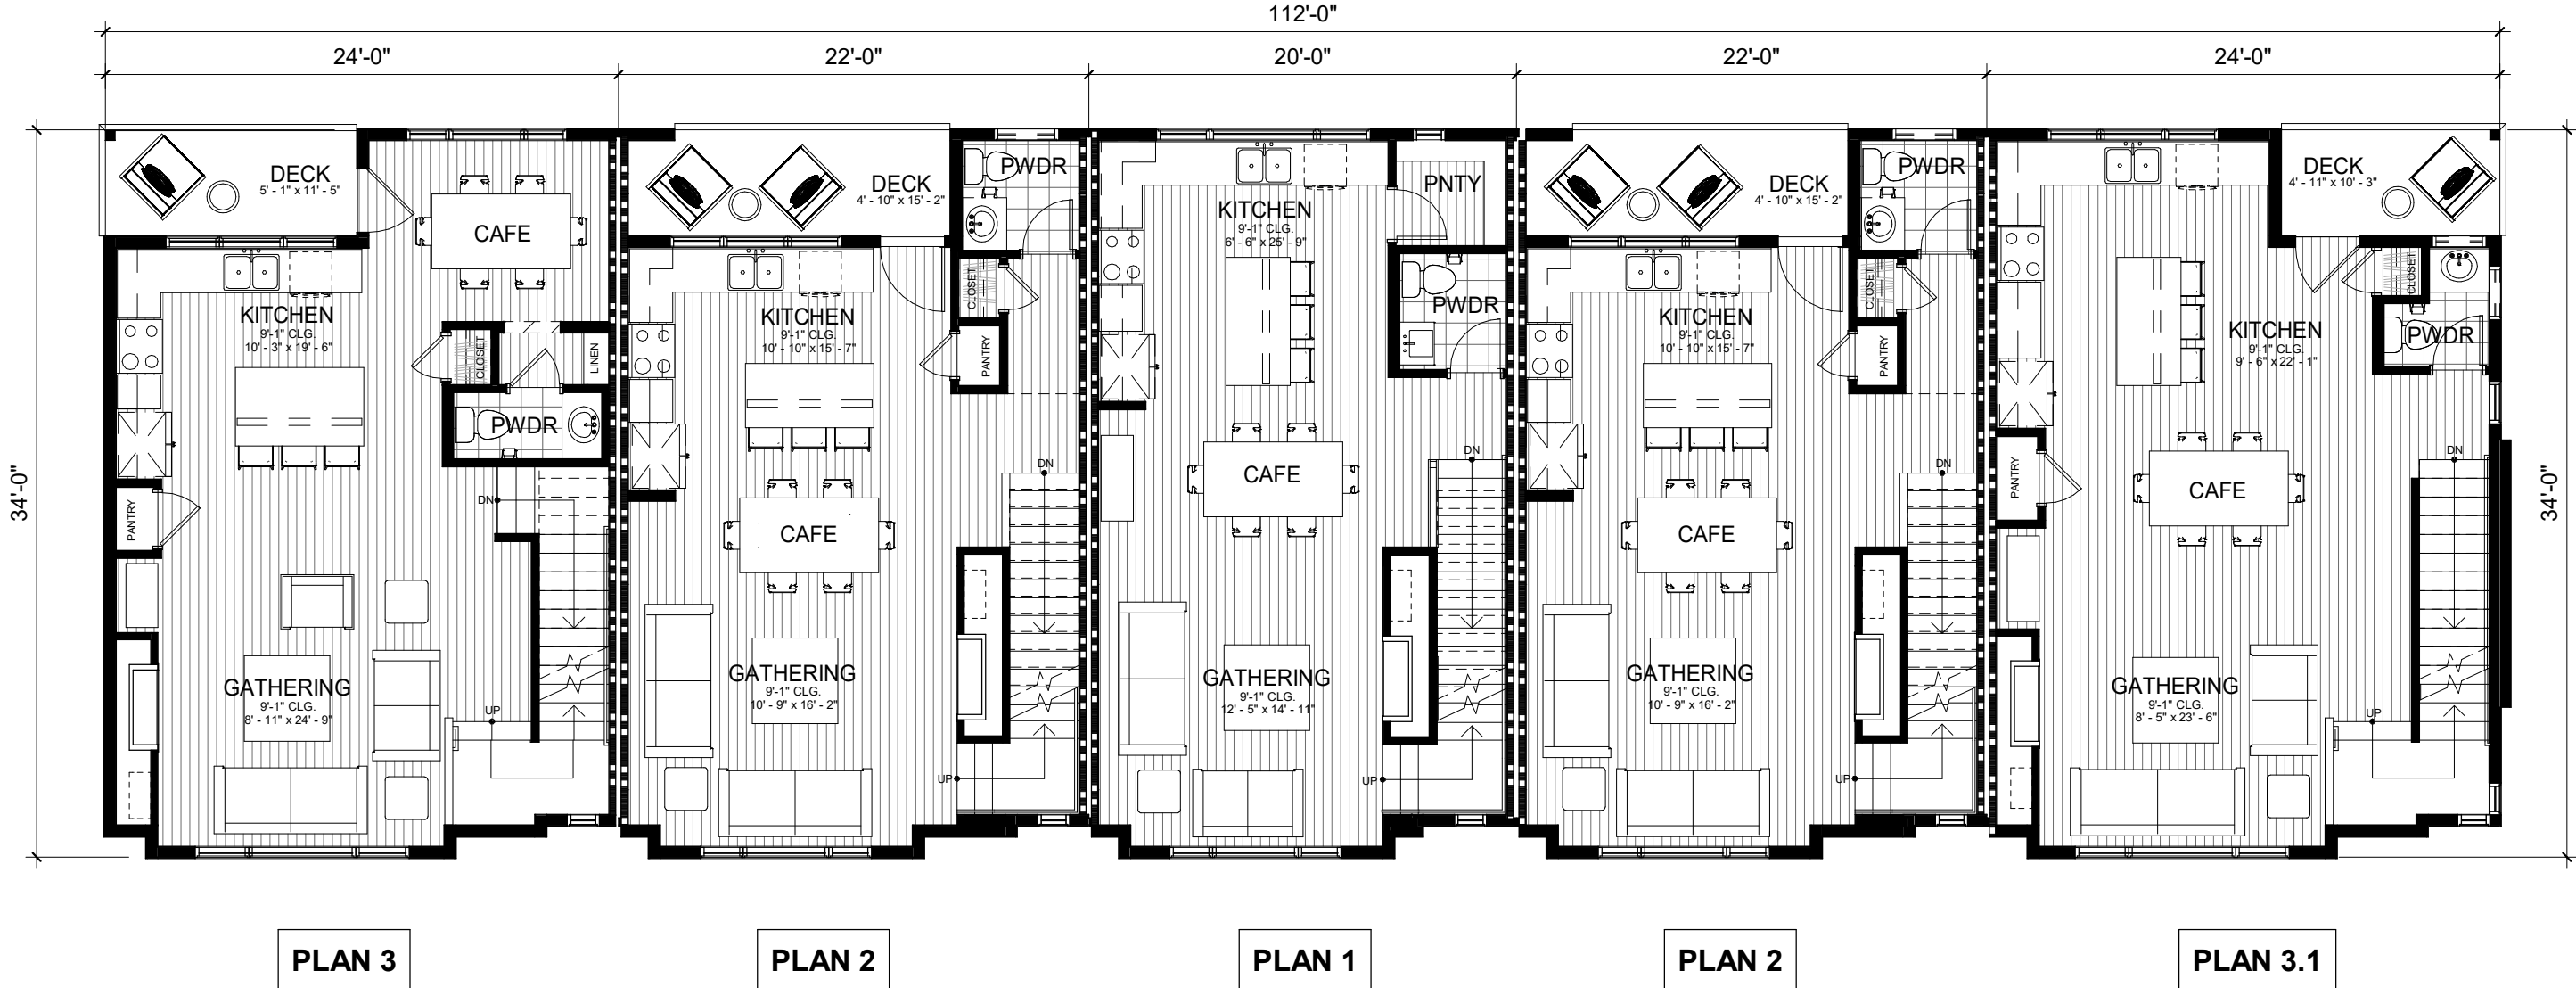 112'-0"
24'-0"
22'-0"
20'-0"
22'-0"
24'-0"
34'-0"
DECK
5' - 1" x 11' - 5"
CAFE
KITCHEN
9'-1" CLG.
10' - 3" x 19' - 6"
CLOSET
LINEN
PWDR
PANTRY
DN
GATHERING
9'-1" CLG.
8' - 11" x 24' - 9"
UP
DECK
4' - 10" x 15' - 2"
PWDR
CLOSET
KITCHEN
9'-1" CLG.
10' - 10" x 15' - 7"
PANTRY
DN
CAFE
GATHERING
9'-1" CLG.
10' - 9" x 16' - 2"
UP
PNTY
KITCHEN
9'-1" CLG.
6' - 6" x 25' - 9"
PWDR
DN
CAFE
GATHERING
9'-1" CLG.
12' - 5" x 14' - 11"
UP
DECK
4' - 10" x 15' - 2"
PWDR
CLOSET
KITCHEN
9'-1" CLG.
10' - 10" x 15' - 7"
PANTRY
DN
CAFE
GATHERING
9'-1" CLG.
10' - 9" x 16' - 2"
UP
DECK
4' - 11" x 10' - 3"
CLOSET
KITCHEN
9'-1" CLG.
9' - 6" x 22' - 1"
PWDR
PANTRY
DN
CAFE
GATHERING
9'-1" CLG.
8' - 5" x 23' - 6"
UP
34'-0"
PLAN 3
PLAN 2
PLAN 1
PLAN 2
PLAN 3.1